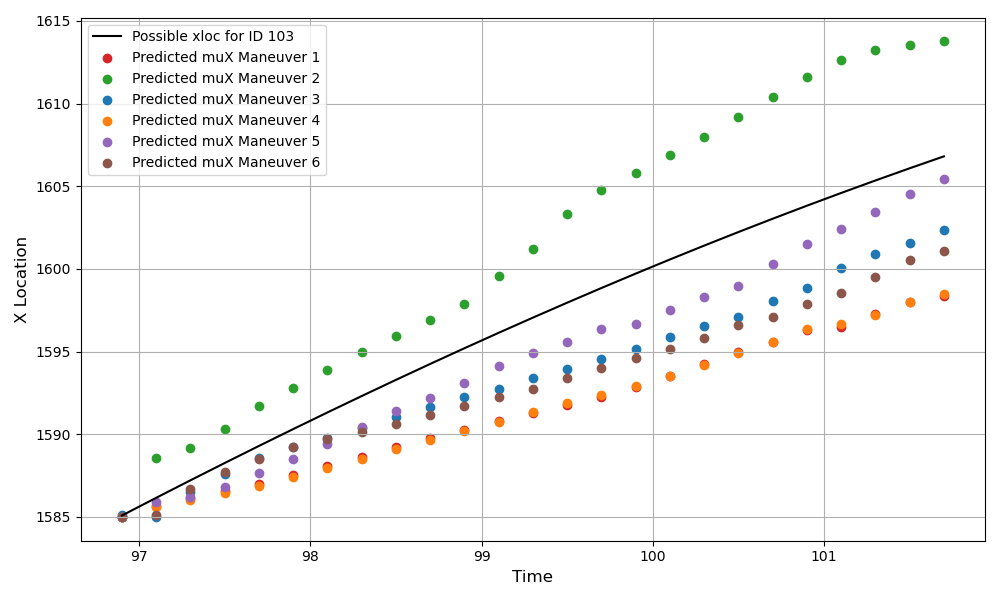 1615
1610
1605
1600
1595
1590
1585
X Location
Possible xloc for ID 103
Predicted muX Maneuver 1
Predicted muX Maneuver 2
Predicted muX Maneuver 3
Predicted muX Maneuver 4
Predicted muX Maneuver 5
Predicted muX Maneuver 6
97
98
99
100
101
Time